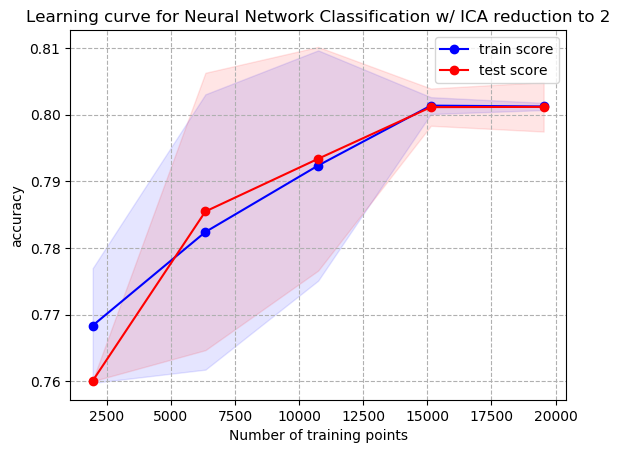 Learning curve for Neural Network Classification w/ ICA reduction to 2
train score
test score
accuracy
0.81
0.80
0.79
0.78
0.77
0.76
2500 5000 7500 10000 12500 15000 17500 20000
Number of training points